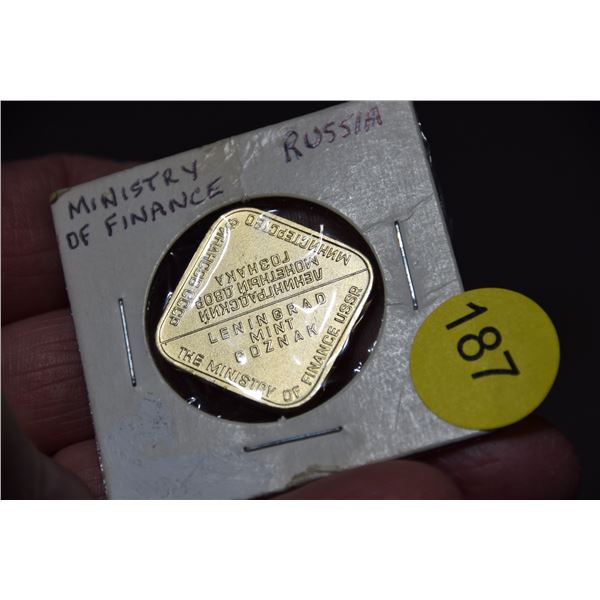 MINISTRY
OF FINANCE
RUSSIA
187
МИНИСТЕРСТВО ФИНАНСОВ СССР
ЛЕНИНГРАДСКИЙ
МОНЕТНЫЙ ДВОР
ГОЗНАКА
LENINGRAD
MINT
GOZNAK
THE MINISTRY OF FINANCE USSR